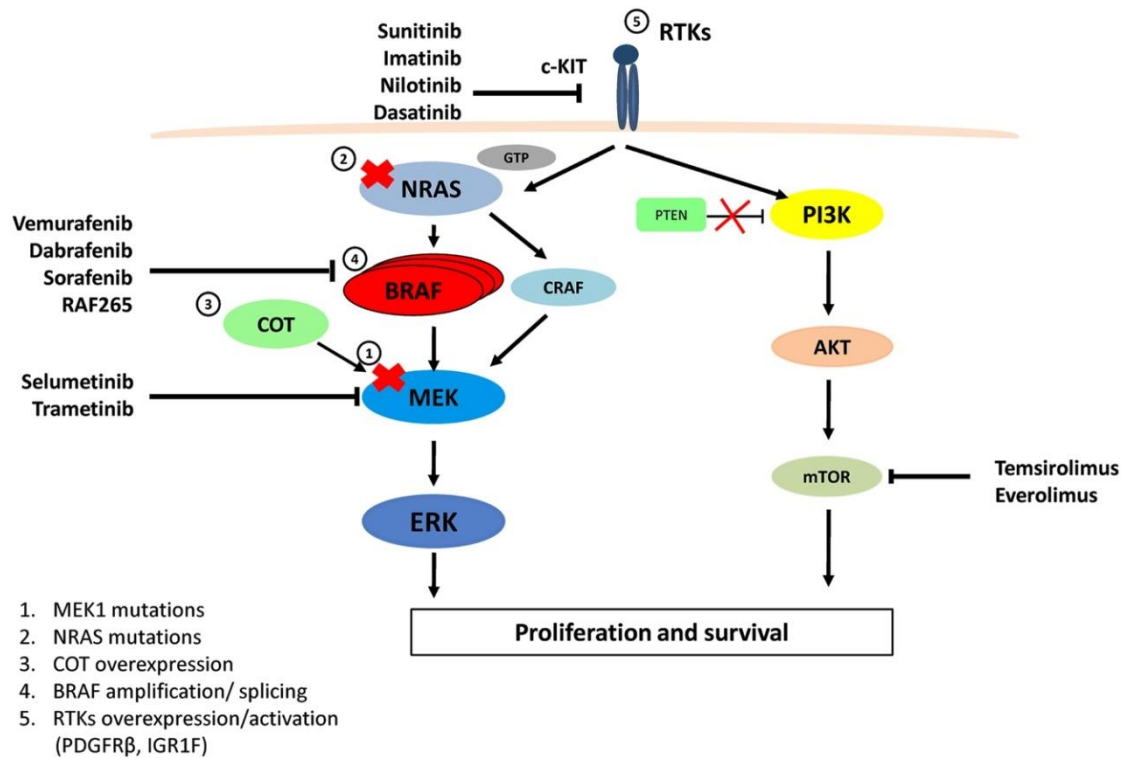 Sunitinib
Imatinib
Nilotinib
Dasatinib
c-KIT
5
RTKs
2
NRAS
GTP
PTEN
PI3K
Vemurafenib
Dabrafenib
Sorafenib
RAF265
4
BRAF
CRAF
3
COT
AKT
1
MEK
Selumetinib
Trametinib
mTOR
Temsirolimus
Everolimus
ERK
Proliferation and survival
1. MEK1 mutations
2. NRAS mutations
3. COT overexpression
4. BRAF amplification/ splicing
5. RTKs overexpression/activation
(PDGFRβ, IGR1F)